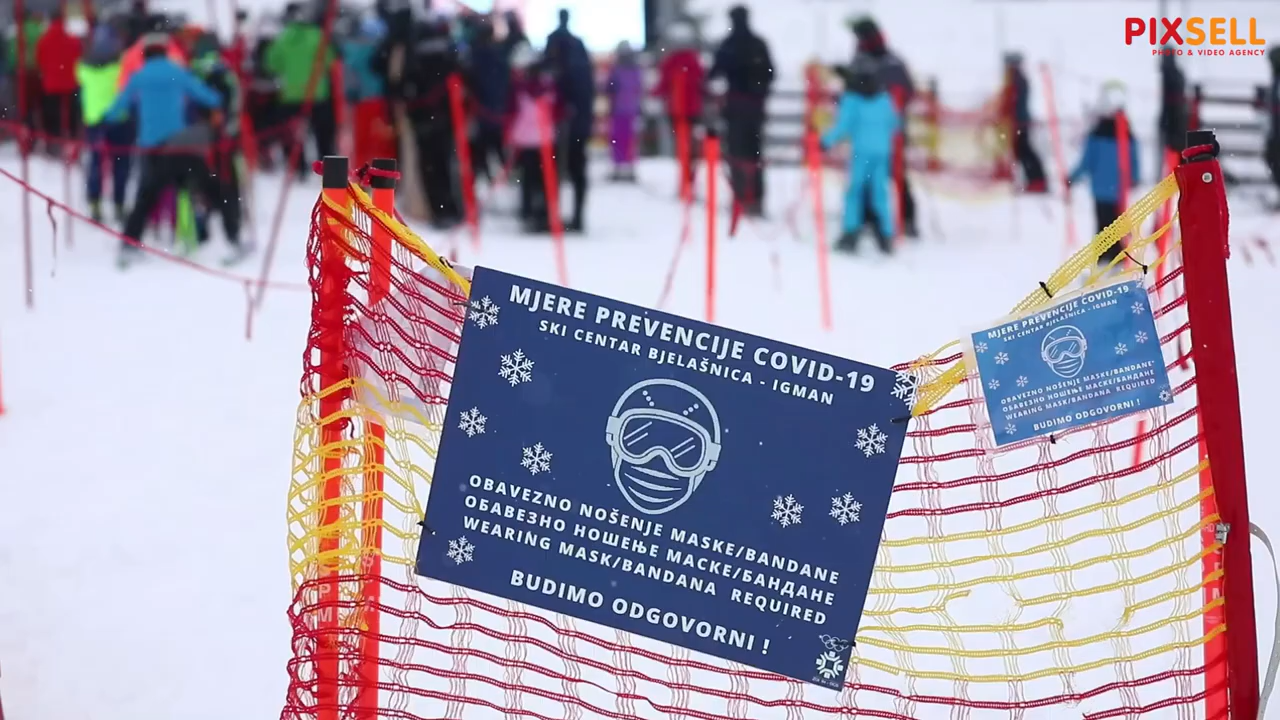 PIXSELL
PHOTO & VIDEO AGENCY
MJERE PREVENCIJE COVID-19
SKI CENTAR BJELAŠNICA - IGMAN
OBAVEZNO NOŠENJE MASKE/BANDANE
ОБАВЕЗНО НОШЕЊЕ МАСКЕ/БАНДАНЕ
WEARING MASK/BANDANA REQUIRED
BUDIMO ODGOVORNI !
MJERE PREVENCIJE COVID-19
SKI CENTAR BJELAŠNICA - IGMAN
OBAVEZNO NOŠENJE MASKE/BANDANE
ОБАВЕЗНО НОШЕЊЕ МАСКЕ/БАНДАНЕ
WEARING MASK/BANDANA REQUIRED
BUDIMO ODGOVORNI !